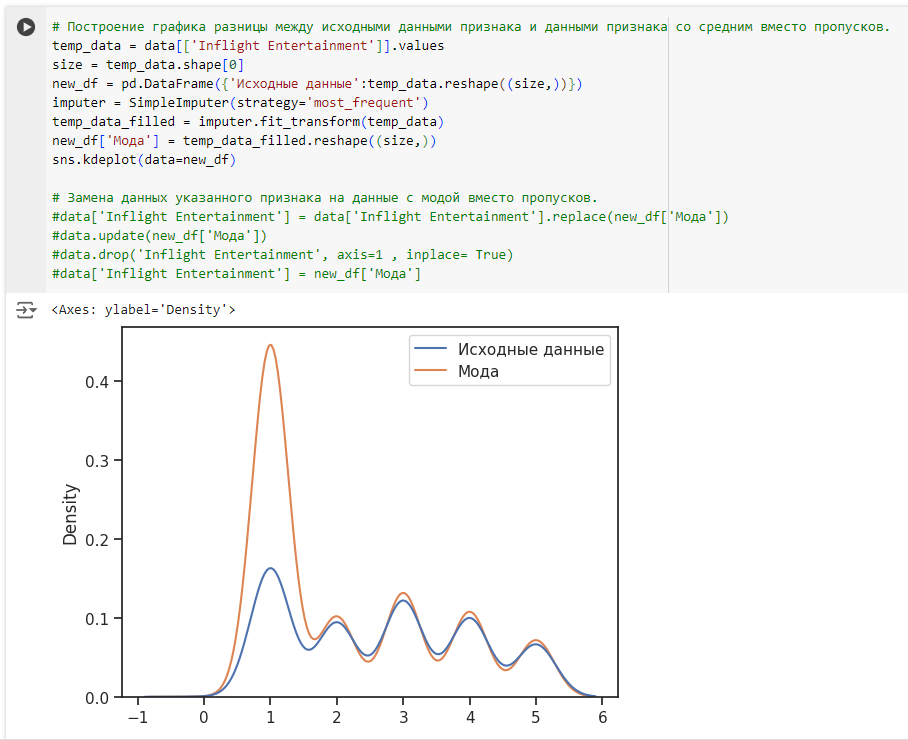 # Построение графика разницы между исходными данными признака и данными признака со средним вместо пропусков.
temp_data = data[['Inflight Entertainment']].values
size = temp_data.shape[0]
new_df = pd.DataFrame({'Исходные данные':temp_data.reshape((size,))})
imputer = SimpleImputer(strategy='most_frequent')
temp_data_filled = imputer.fit_transform(temp_data)
new_df['Мода'] = temp_data_filled.reshape((size,))
sns.kdeplot(data=new_df)
# Замена данных указанного признака на данные с модой вместо пропусков.
#data['Inflight Entertainment'] = data['Inflight Entertainment'].replace(new_df['Мода'])
#data.update(new_df['Мода'])
#data.drop('Inflight Entertainment', axis=1 , inplace= True)
#data['Inflight Entertainment'] = new_df['Мода']
<Axes: ylabel='Density'>
Исходные данные
Мода
0.4
0.3
0.2
0.1
0.0
Density
−1 0 1 2 3 4 5 6